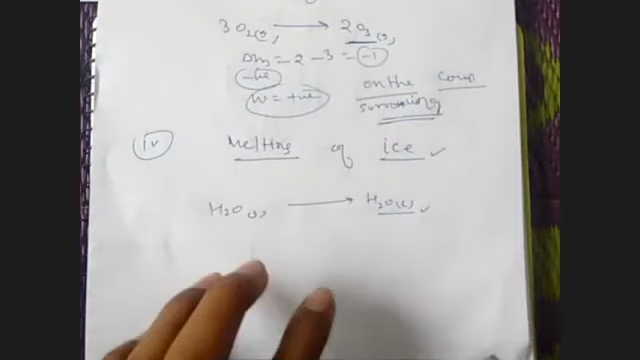 3O2(g) → 2O3(g)
Δng = 2 - 3 = -1
-ve
w = +ve on the
surrounding
iv Melting of ice ✓
H2O(s) → H2O(l) ✓